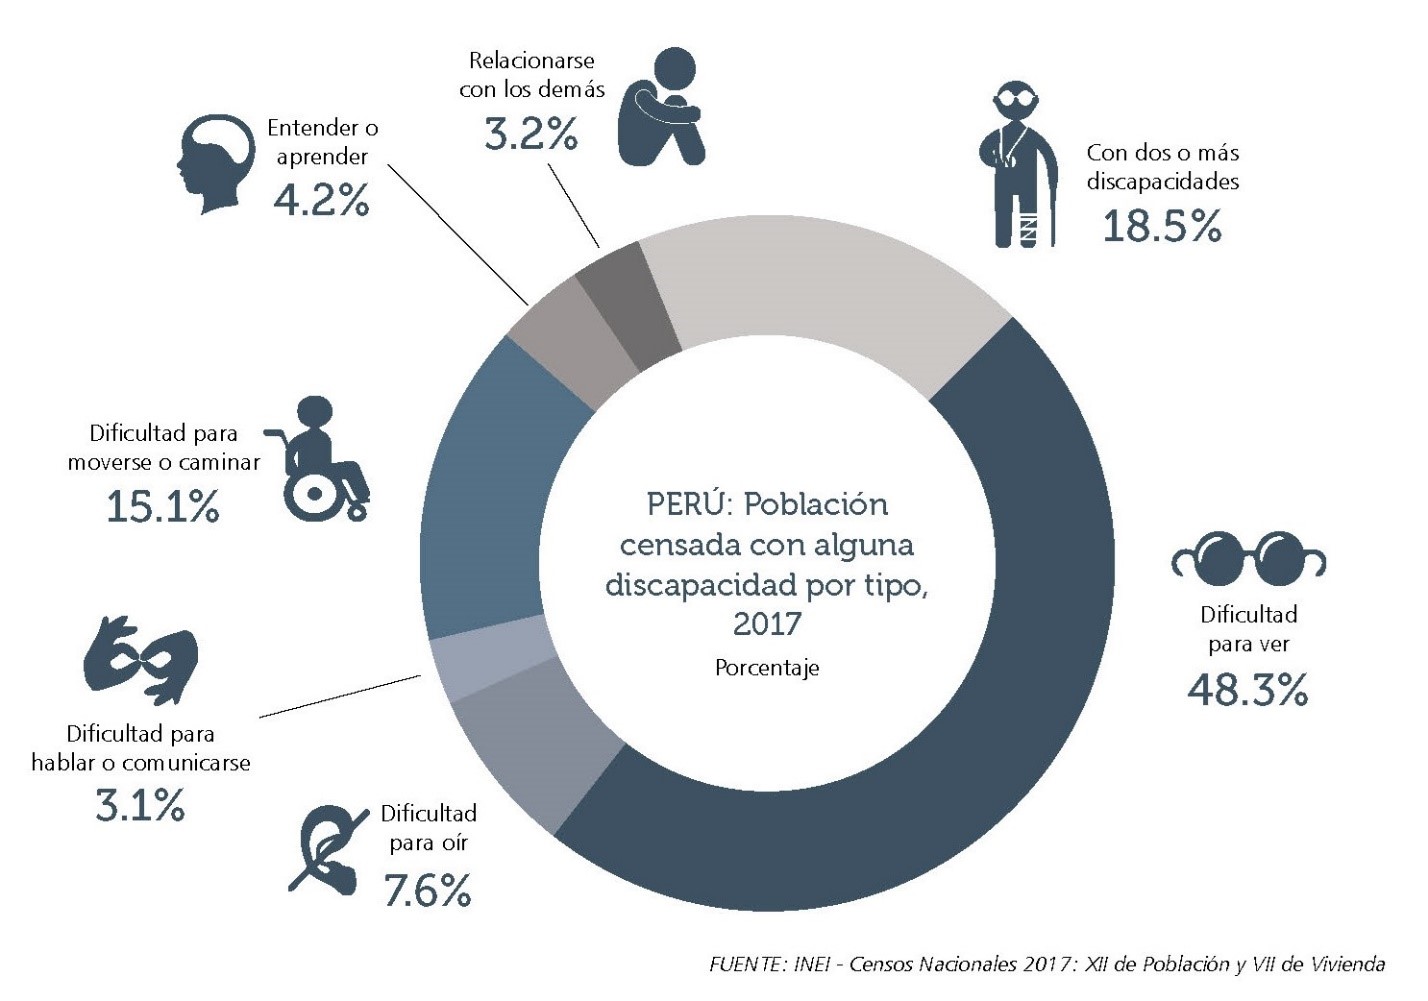 Relacionarse
con los demás
3.2%
Entender o
aprender
4.2%
Con dos o más
discapacidades
18.5%
Dificultad para
moverse o caminar
15.1%
PERÚ: Población
censada con alguna
discapacidad por tipo,
2017
Porcentaje
Dificultad
para ver
48.3%
Dificultad para
hablar o comunicarse
3.1%
Dificultad
para oír
7.6%
FUENTE: INEI - Censos Nacionales 2017: XII de Población y VII de Vivienda